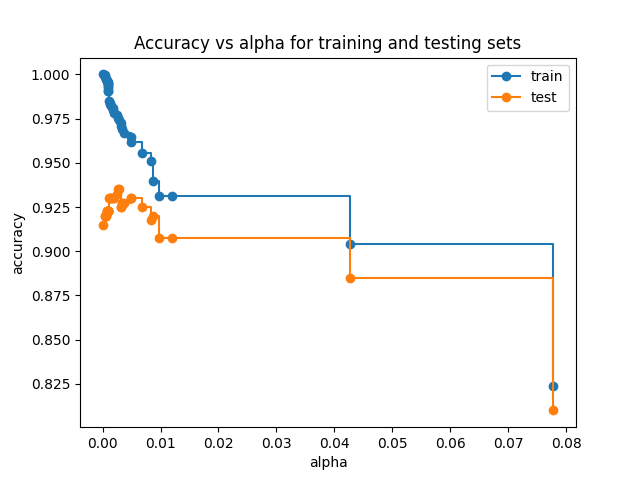 Accuracy vs alpha for training and testing sets
train
test
1.000
0.975
0.950
0.925
0.900
0.875
0.850
0.825
accuracy
0.00 0.01 0.02 0.03 0.04 0.05 0.06 0.07 0.08
alpha